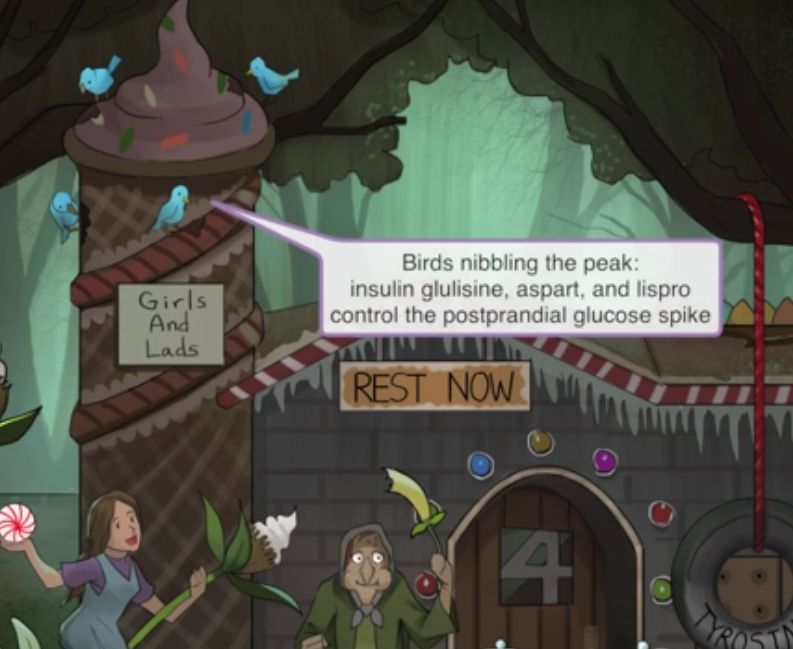 Birds nibbling the peak:
insulin glulisine, aspart, and lispro
control the postprandial glucose spike
Girls
And
Lads
REST NOW
4